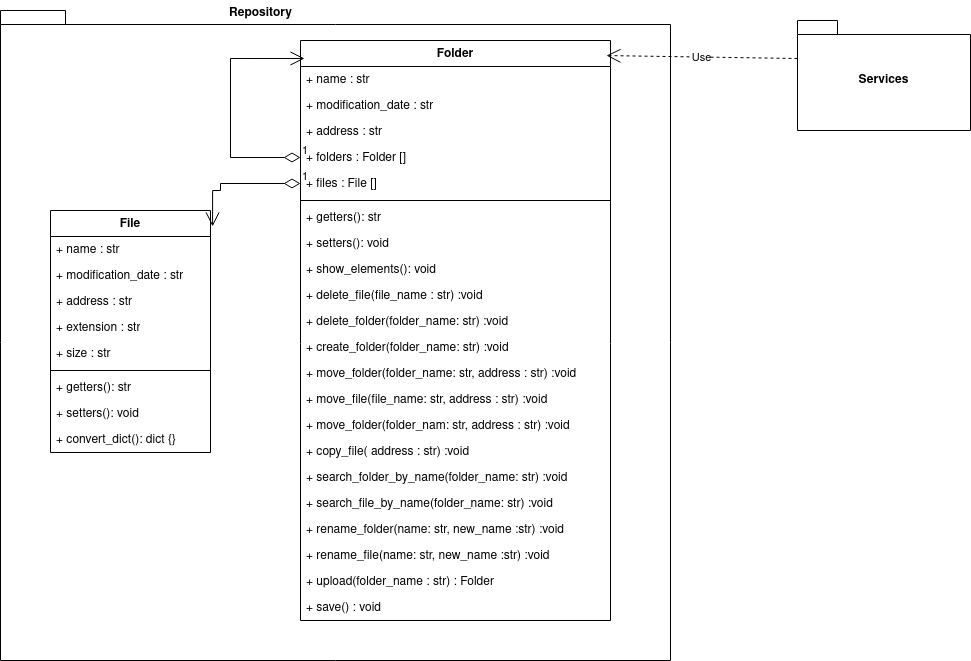 Repository
Folder
+ name : str
+ modification_date : str
+ address : str
1
+ folders : Folder []
1
+ files : File []
+ getters(): str
+ setters(): void
+ show_elements(): void
+ delete_file(file_name : str) :void
+ delete_folder(folder_name: str) :void
+ create_folder(folder_name: str) :void
+ move_folder(folder_name: str, address : str) :void
+ move_file(file_name: str, address : str) :void
+ move_folder(folder_nam: str, address : str) :void
+ copy_file( address : str) :void
+ search_folder_by_name(folder_name: str) :void
+ search_file_by_name(folder_name: str) :void
+ rename_folder(name: str, new_name :str) :void
+ rename_file(name: str, new_name :str) :void
+ upload(folder_name : str) : Folder
+ save() : void
File
+ name : str
+ modification_date : str
+ address : str
+ extension : str
+ size : str
+ getters(): str
+ setters(): void
+ convert_dict(): dict {}
Use
Services